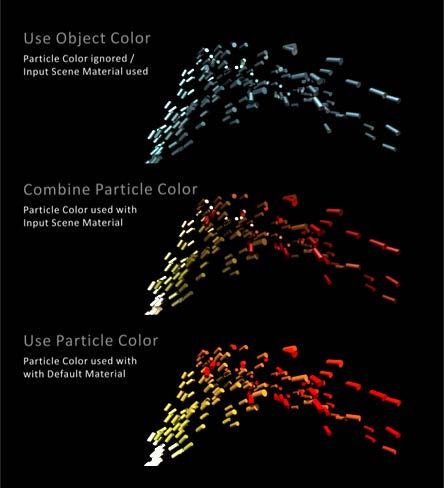 Use Object Color
Particle Color ignored /
Input Scene Material used
Combine Particle Color
Particle Color used with
Input Scene Material
Use Particle Color
Particle Color used with
with Default Material